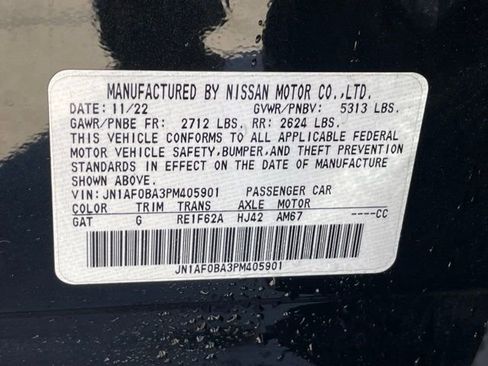 MANUFACTURED BY NISSAN MOTOR CO.,LTD.
DATE: 11/22 GVWR/PNBV: 5313 LBS.
GAWR/PNBE FR: 2712 LBS. RR: 2624 LBS.
THIS VEHICLE CONFORMS TO ALL APPLICABLE FEDERAL
MOTOR VEHICLE SAFETY, BUMPER, AND THEFT PREVENTION
STANDARDS IN EFFECT ON THE DATE OF MANUFACTURE
SHOWN ABOVE.
VIN: JN1AF0BA3PM405901 PASSENGER CAR
COLOR TRIM TRANS AXLE MOTOR
GAT G RE1F62A HJ42 AM67 ----CC
JN1AF0BA3PM405901